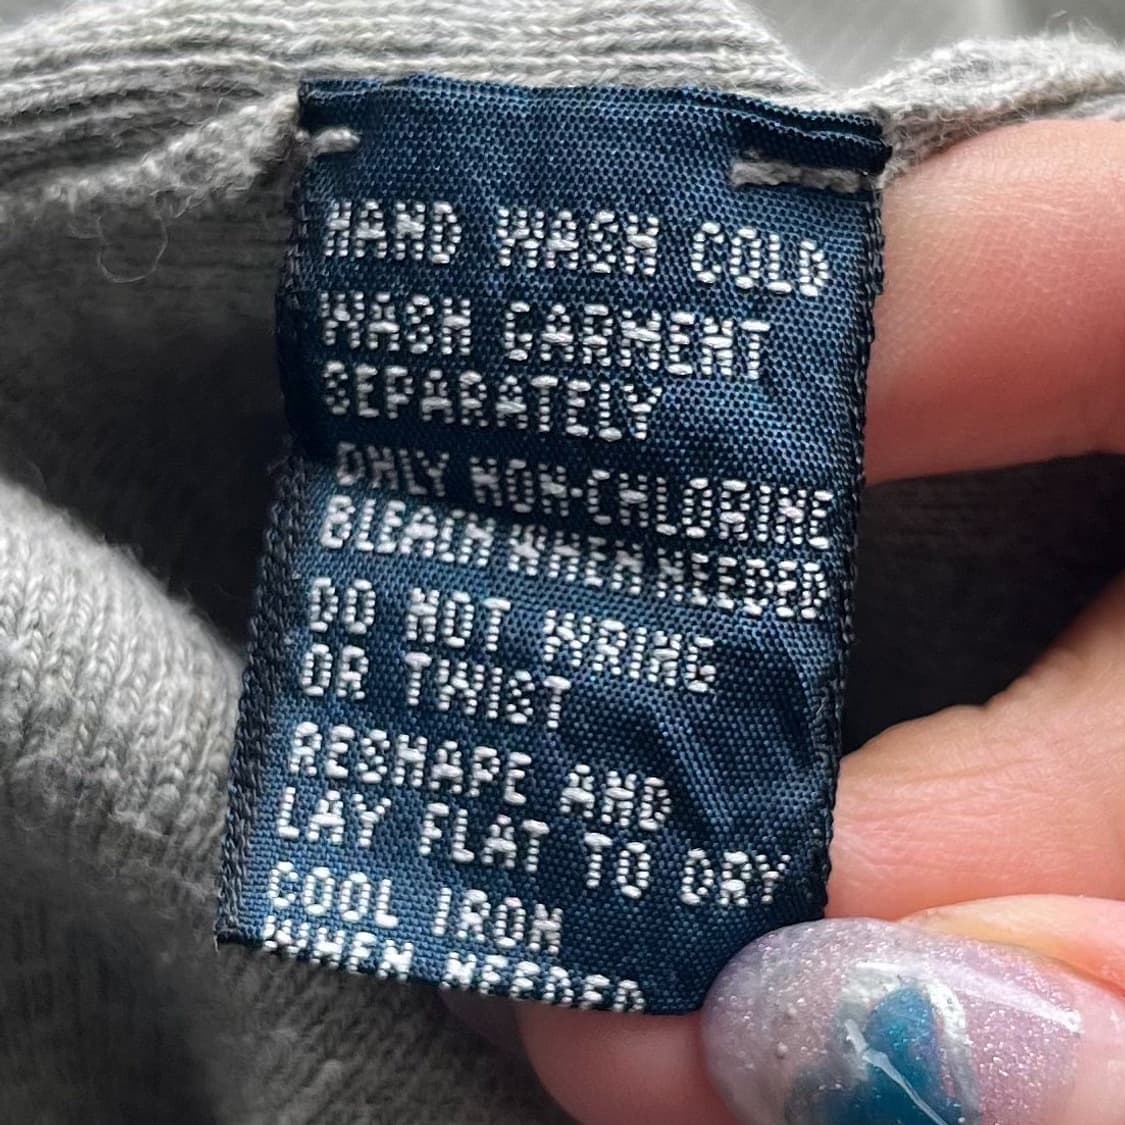 HAND WASH COLD
WASH GARMENT
SEPARATELY
ONLY NON-CHLORINE
BLEACH WHEN NEEDED
DO NOT WRING
OR TWIST
RESHAPE AND
LAY FLAT TO DRY
COOL IRON
WHEN NEEDED